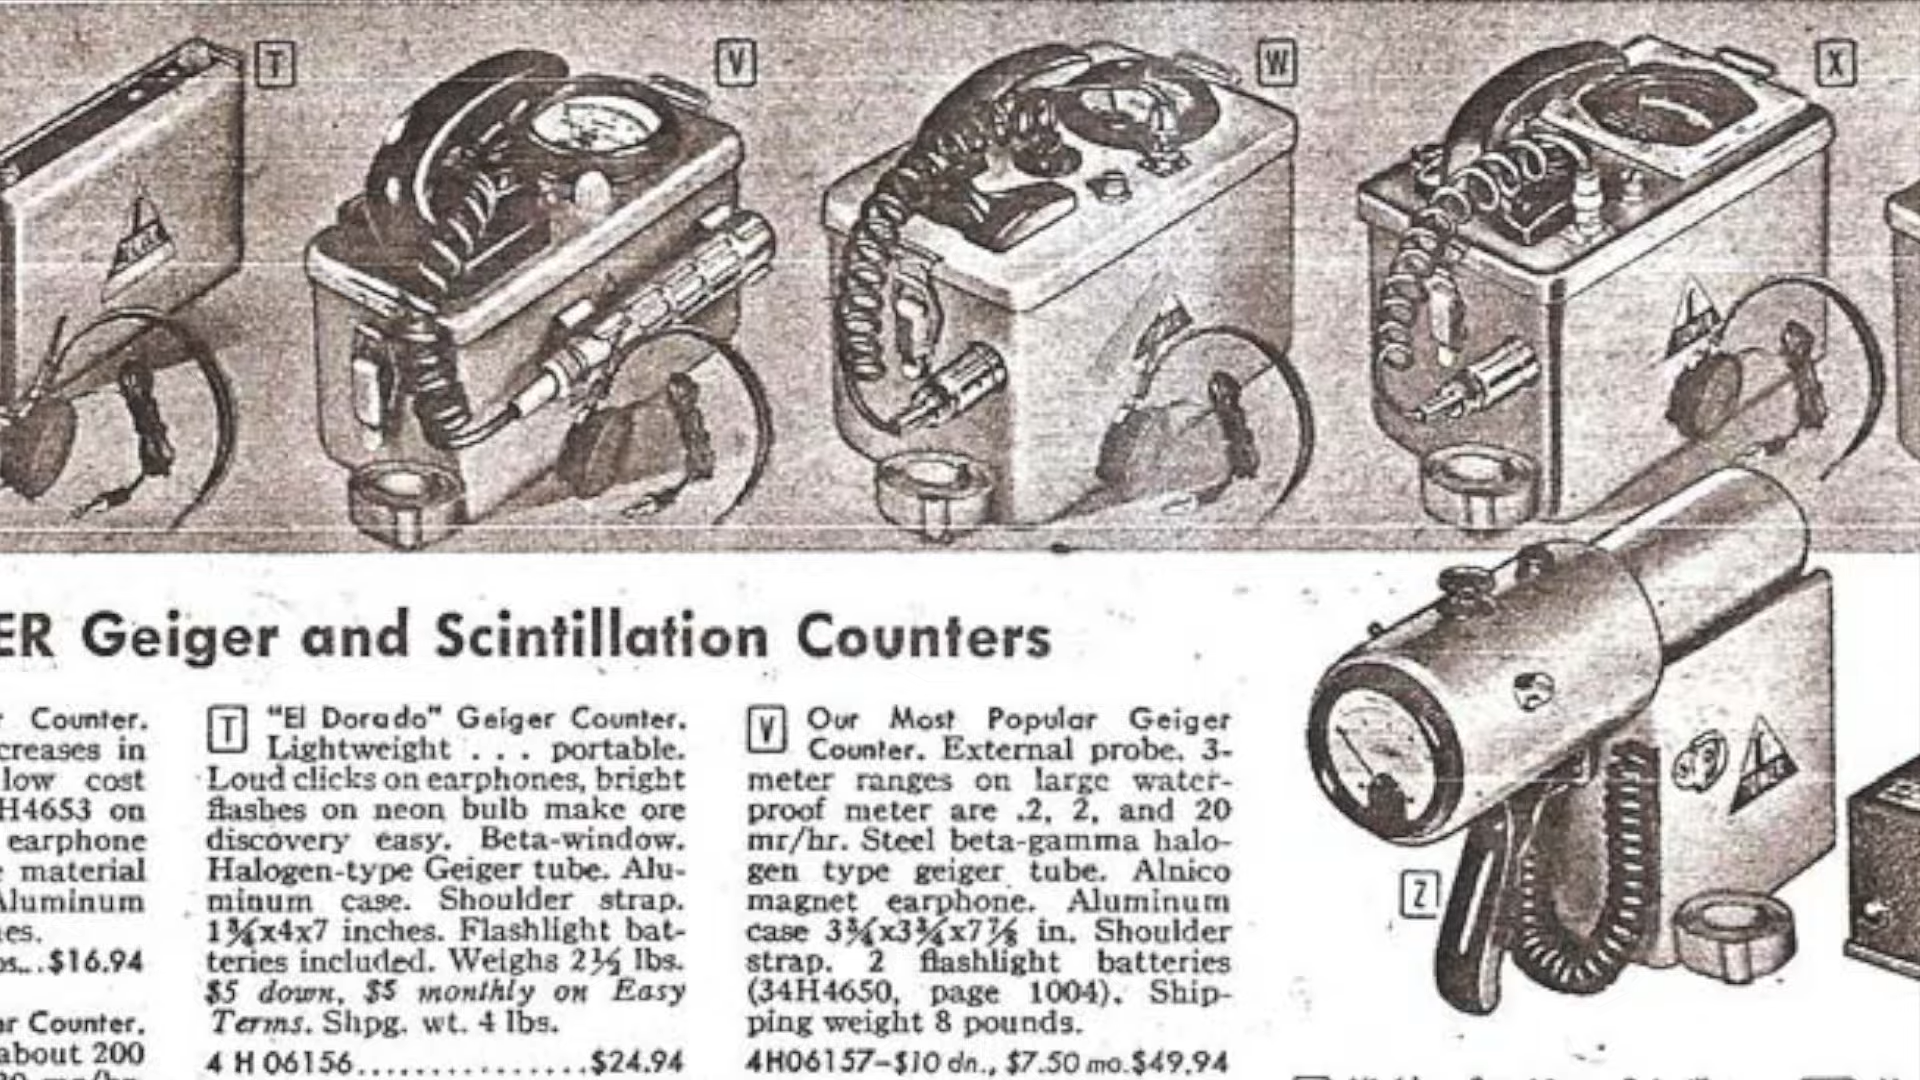 T
V
W
X
ER Geiger and Scintillation Counters
Counter.
creases in
low cost
H4653 on
earphone
material
Aluminum
$16.94
Counter.
about 200
T "El Dorado" Geiger Counter.
Lightweight . . . portable.
Loud clicks on earphones, bright
flashes on neon bulb make ore
discovery easy. Beta-window.
Halogen-type Geiger tube. Alu-
minum case. Shoulder strap.
1¾x4x7 inches. Flashlight bat-
teries included. Weighs 2½ lbs.
$5 down, $5 monthly on Easy
Terms. Shpg. wt. 4 lbs.
4 H 06156...............$24.94
V Our Most Popular Geiger
Counter. External probe. 3-
meter ranges on large water-
proof meter are .2, 2, and 20
mr/hr. Steel beta-gamma halo-
gen type geiger tube. Alnico
magnet earphone. Aluminum
case 3¾x3¾x7⅞ in. Shoulder
strap. 2 flashlight batteries
(34H4650, page 1004). Ship-
ping weight 8 pounds.
4H06157–$10 dn., $7.50 mo.$49.94
Z